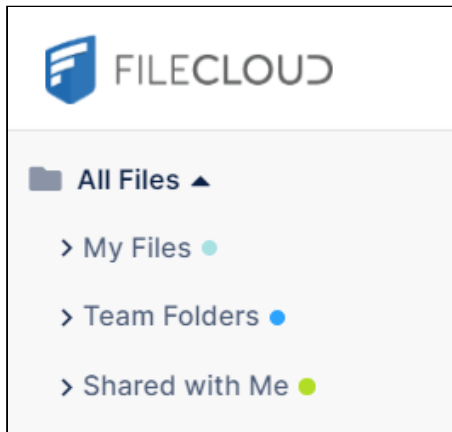 FILECLOUD
All Files
My Files
Team Folders
Shared with Me